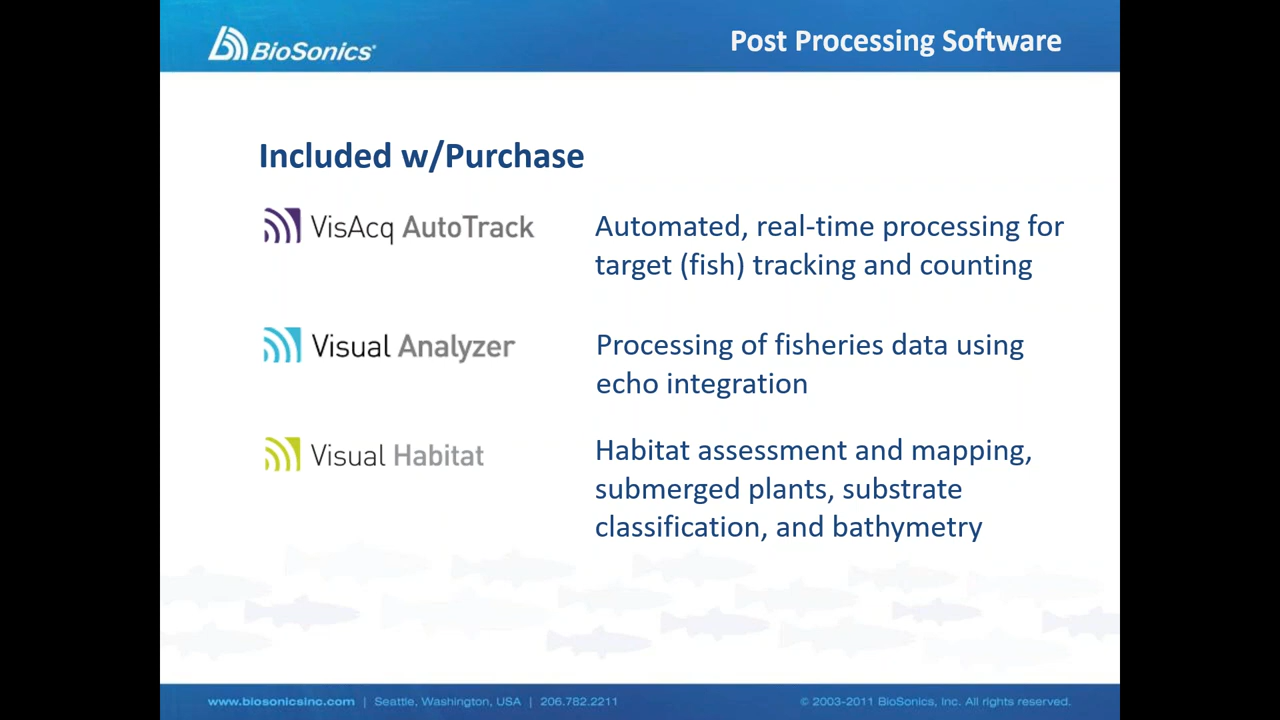 BioSonics®
Post Processing Software
Included w/Purchase
VisAcq AutoTrack
Automated, real-time processing for
target (fish) tracking and counting
Visual Analyzer
Processing of fisheries data using
echo integration
Visual Habitat
Habitat assessment and mapping,
submerged plants, substrate
classification, and bathymetry
www.biosonicsinc.com | Seattle, Washington, USA | 206.782.2211
© 2003-2011 BioSonics, Inc. All rights reserved.